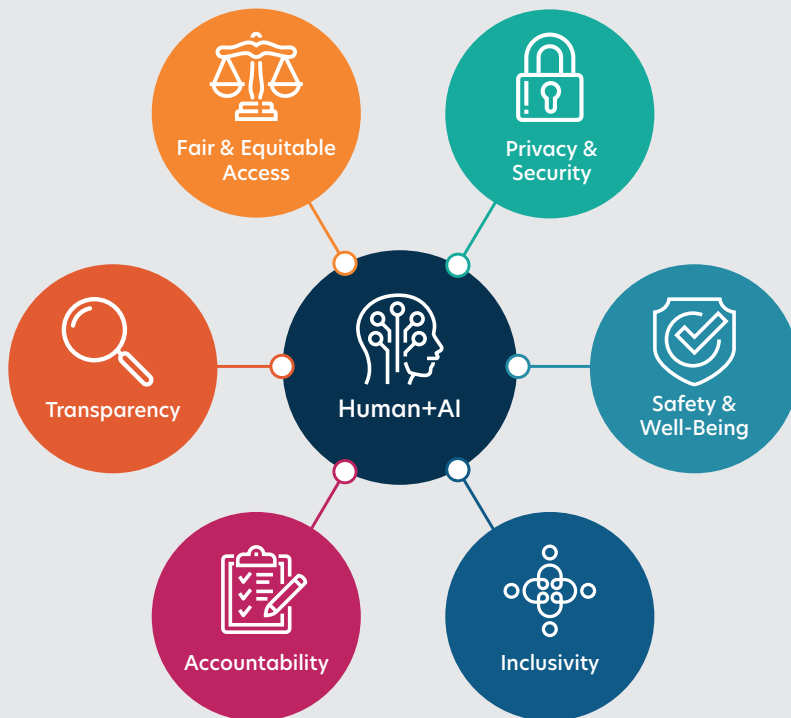 Fair & Equitable
Access
Privacy &
Security
Transparency
Human+AI
Safety &
Well-Being
Accountability
Inclusivity